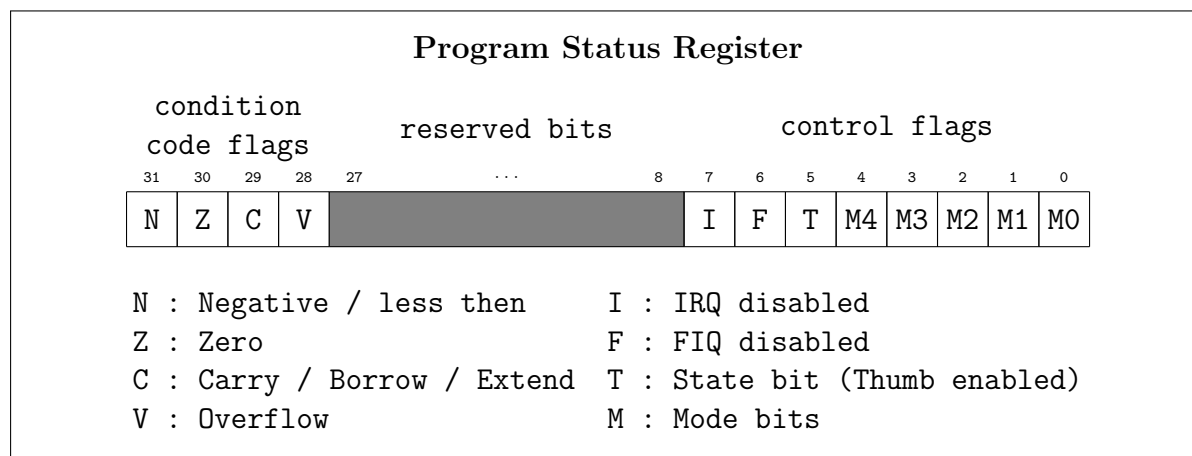 Program Status Register
condition
code flags
reserved bits
control flags
31 30 29 28 27 ... 8 7 6 5 4 3 2 1 0
N Z C V I F T M4 M3 M2 M1 M0
N : Negative / less then
Z : Zero
C : Carry / Borrow / Extend
V : Overflow
I : IRQ disabled
F : FIQ disabled
T : State bit (Thumb enabled)
M : Mode bits